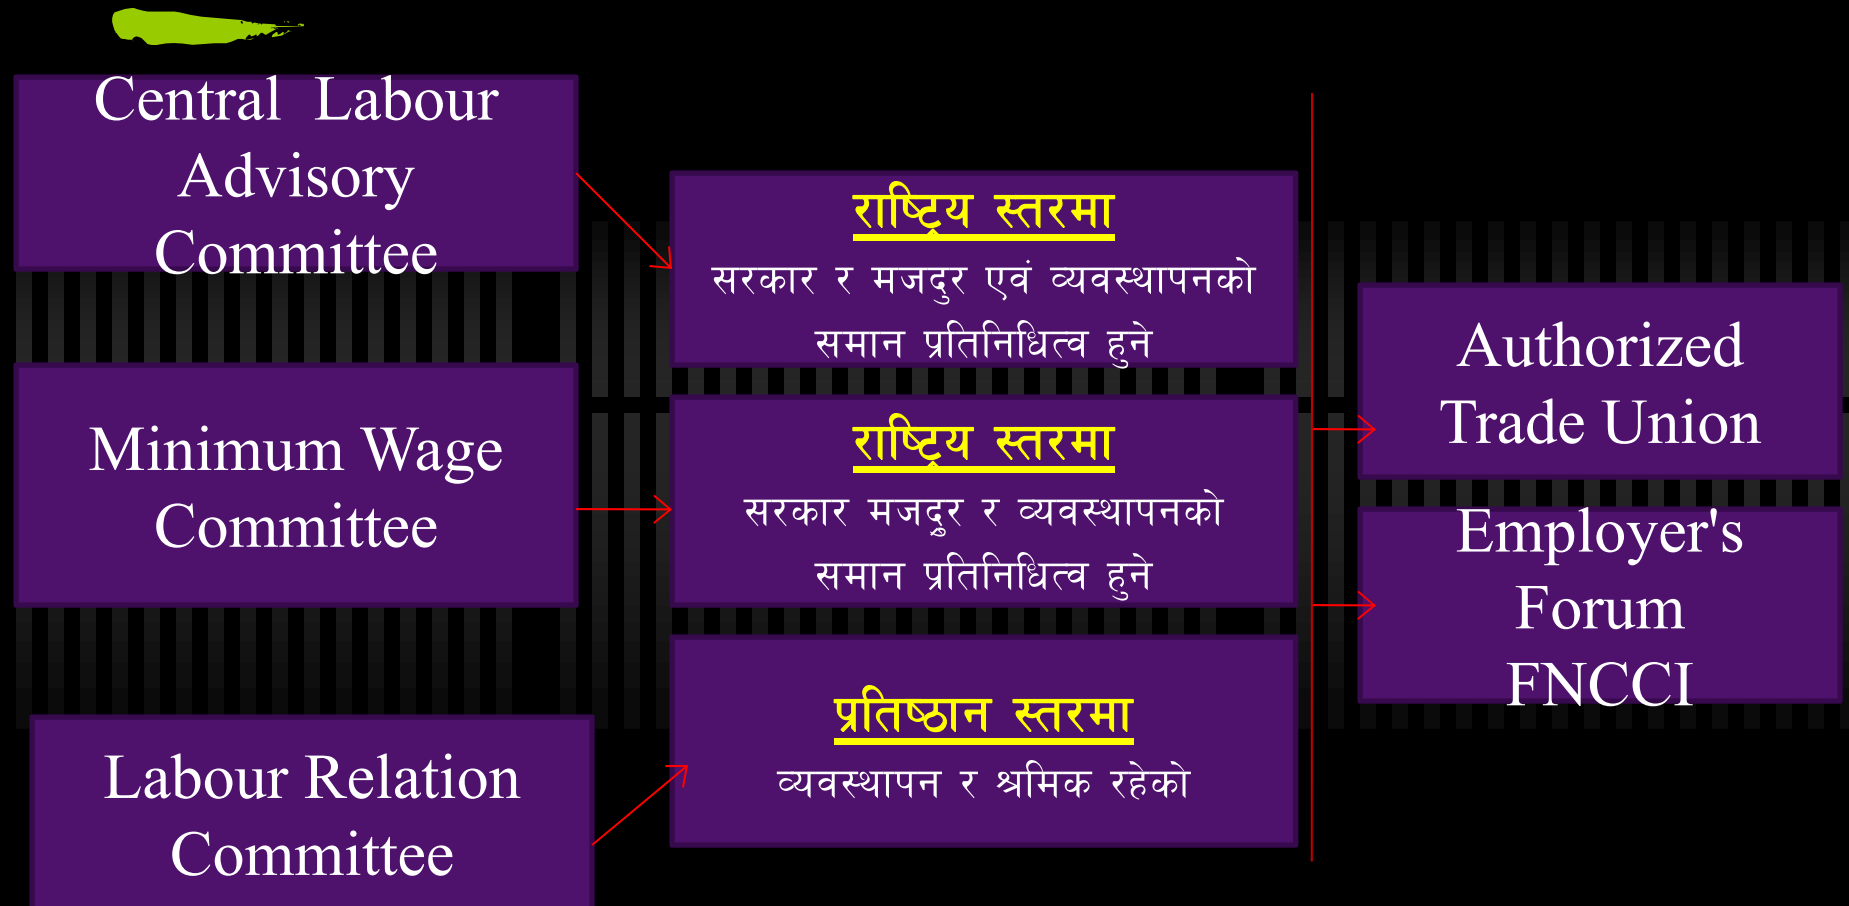 Central Labour
Advisory
Committee
राष्ट्रिय स्तरमा
सरकार र मजदुर एवं व्यवस्थापनको
समान प्रतिनिधित्व हुने
Minimum Wage
Committee
राष्ट्रिय स्तरमा
सरकार मजदुर र व्यवस्थापनको
समान प्रतिनिधित्व हुने
Labour Relation
Committee
प्रतिष्ठान स्तरमा
व्यवस्थापन र श्रमिक रहेको
Authorized
Trade Union
Employer's
Forum
FNCCI